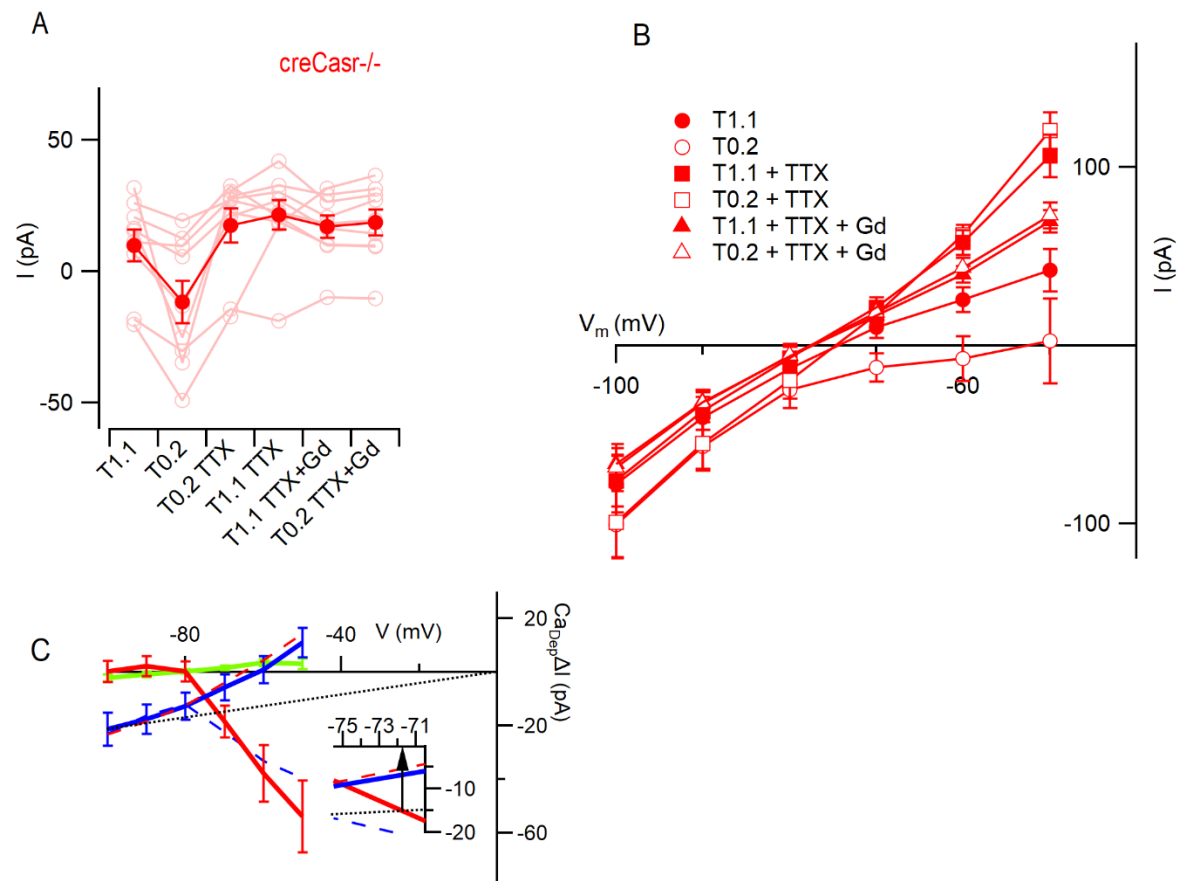 A
creCasr-/-
I (pA)
50
0
-50
T1.1
T0.2
T0.2 TTX
T1.1 TTX
T1.1 TTX+Gd
T0.2 TTX+Gd
B
T1.1
T0.2
T1.1 + TTX
T0.2 + TTX
T1.1 + TTX + Gd
T0.2 + TTX + Gd
Vm (mV)
-100
-60
100
-100
I (pA)
C
-80
V (mV)
-40
20
-20
-60
CaDepΔI (pA)
-75
-73
-71
-10
-20